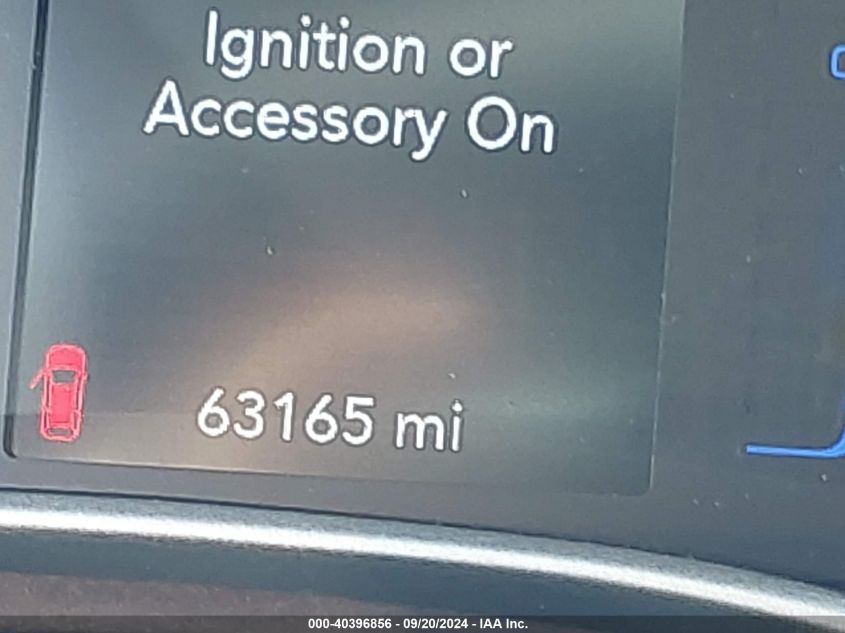 Ignition or
Accessory On
63165 mi
000-40396856 - 09/20/2024 - IAA Inc.